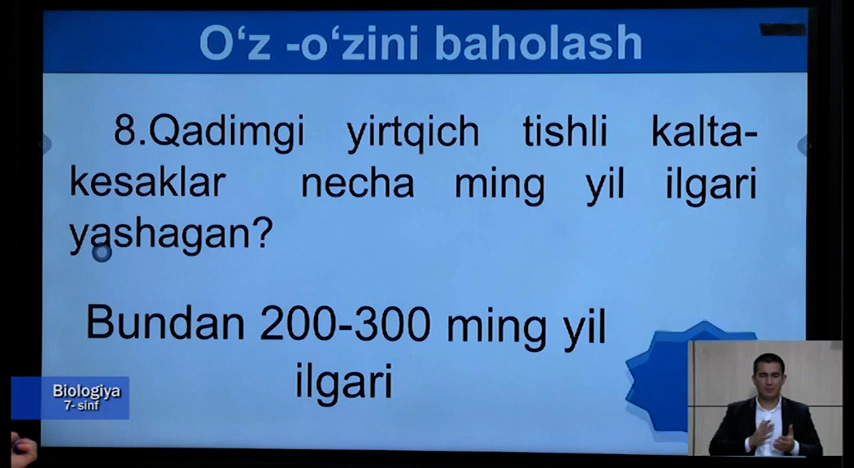 O‘z -o‘zini baholash
8.Qadimgi yirtqich tishli kalta-
kesaklar necha ming yil ilgari
yashagan?
Bundan 200-300 ming yil
ilgari
Biologiya
7- sinf